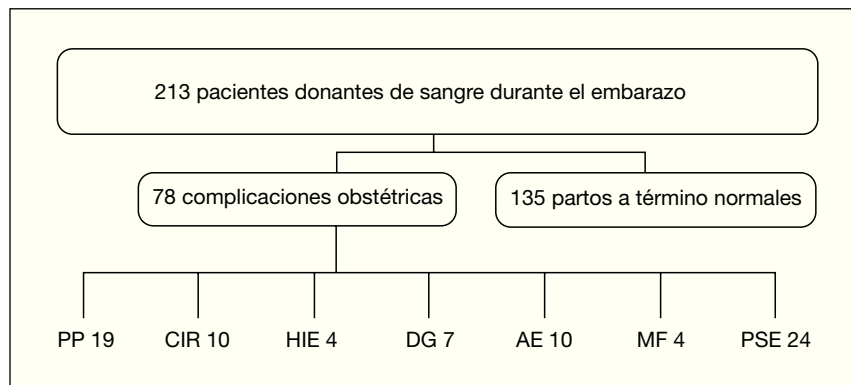 213 pacientes donantes de sangre durante el embarazo
78 complicaciones obstétricas
135 partos a término normales
PP 19
CIR 10
HIE 4
DG 7
AE 10
MF 4
PSE 24